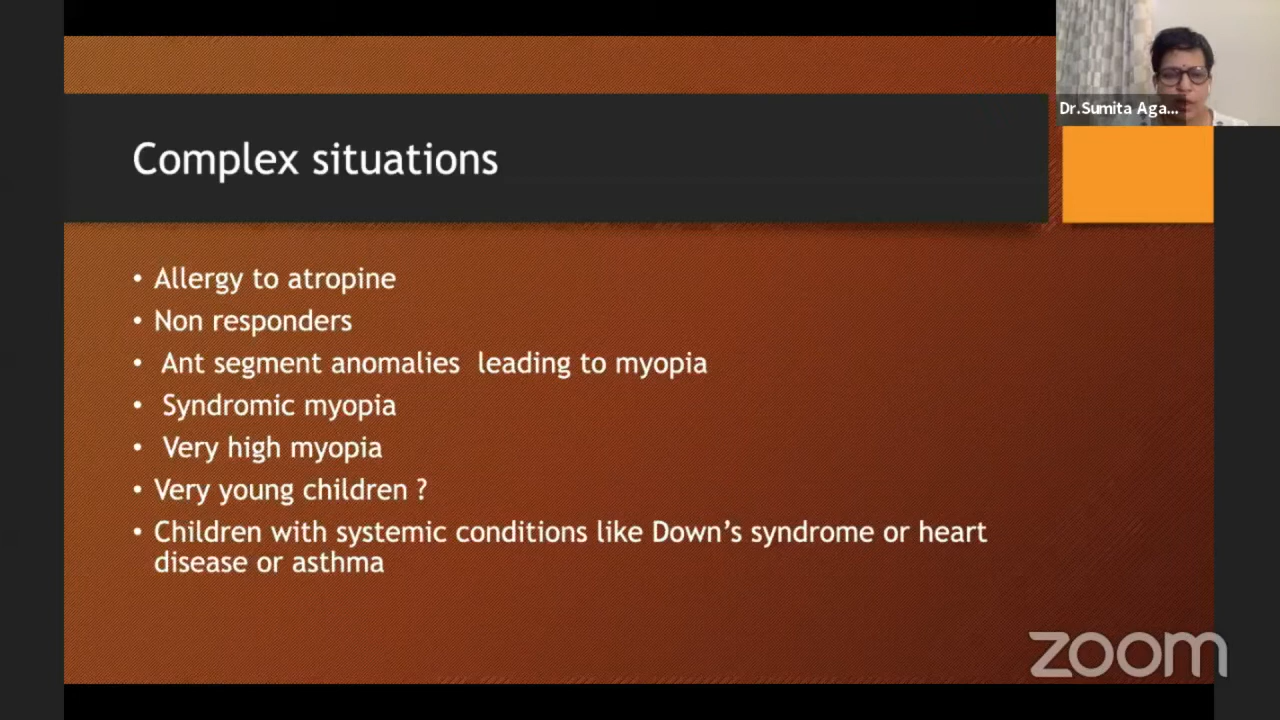 Dr.Sumita Aga...
Complex situations
• Allergy to atropine
• Non responders
• Ant segment anomalies leading to myopia
• Syndromic myopia
• Very high myopia
• Very young children ?
• Children with systemic conditions like Down’s syndrome or heart
disease or asthma
zoom